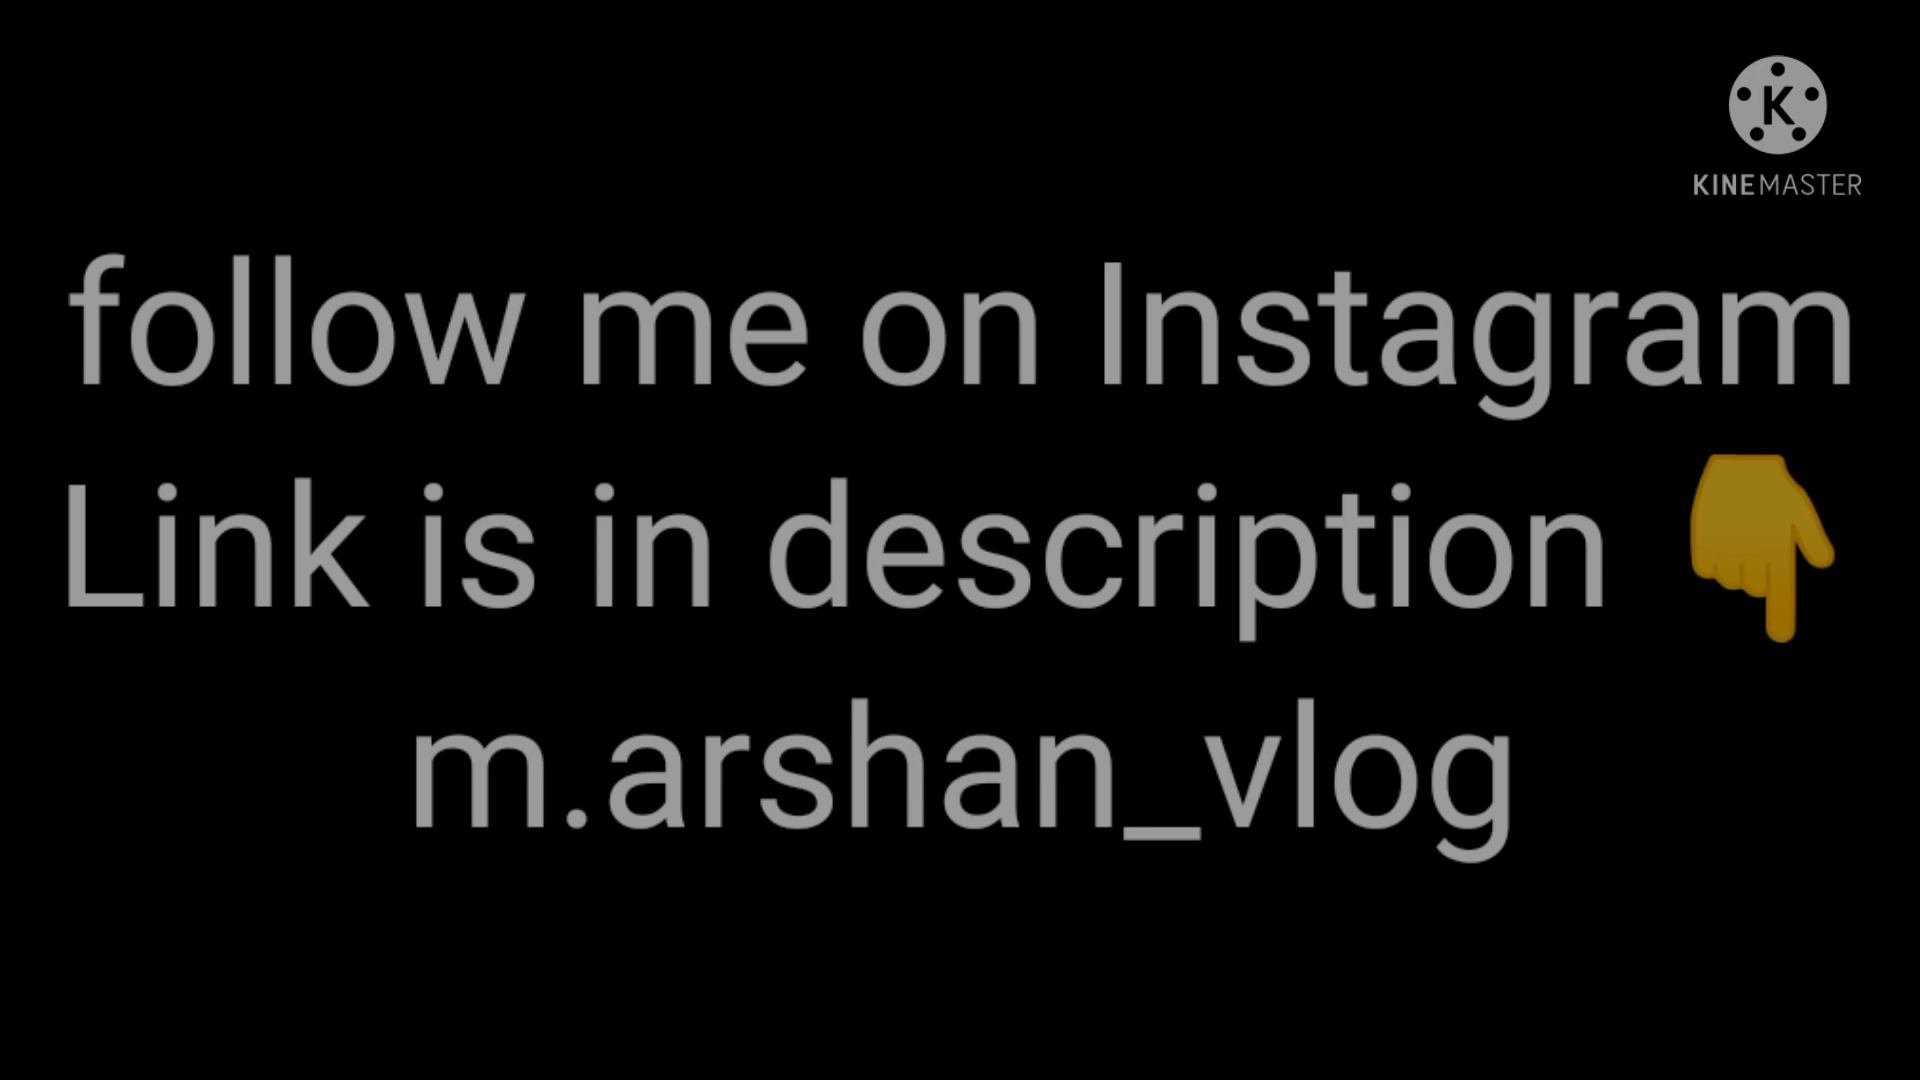 K
KINEMASTER
follow me on Instagram
Link is in description 👇
m.arshan_vlog